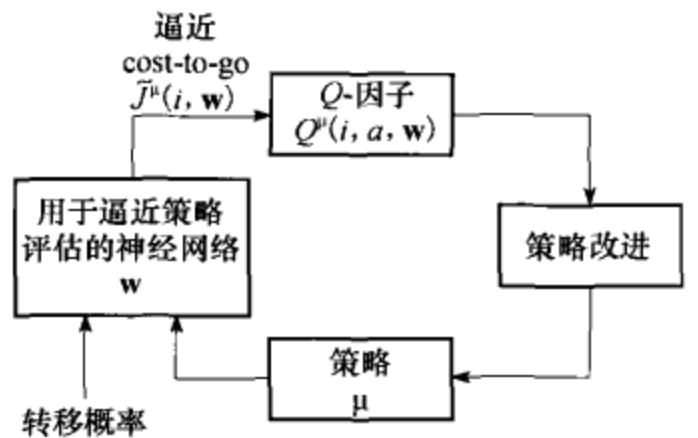 逼近
cost-to-go
J̃^μ(i, w)
Q-因子
Q^μ(i, a, w)
用于逼近策略
评估的神经网络
w
策略改进
策略
μ
转移概率